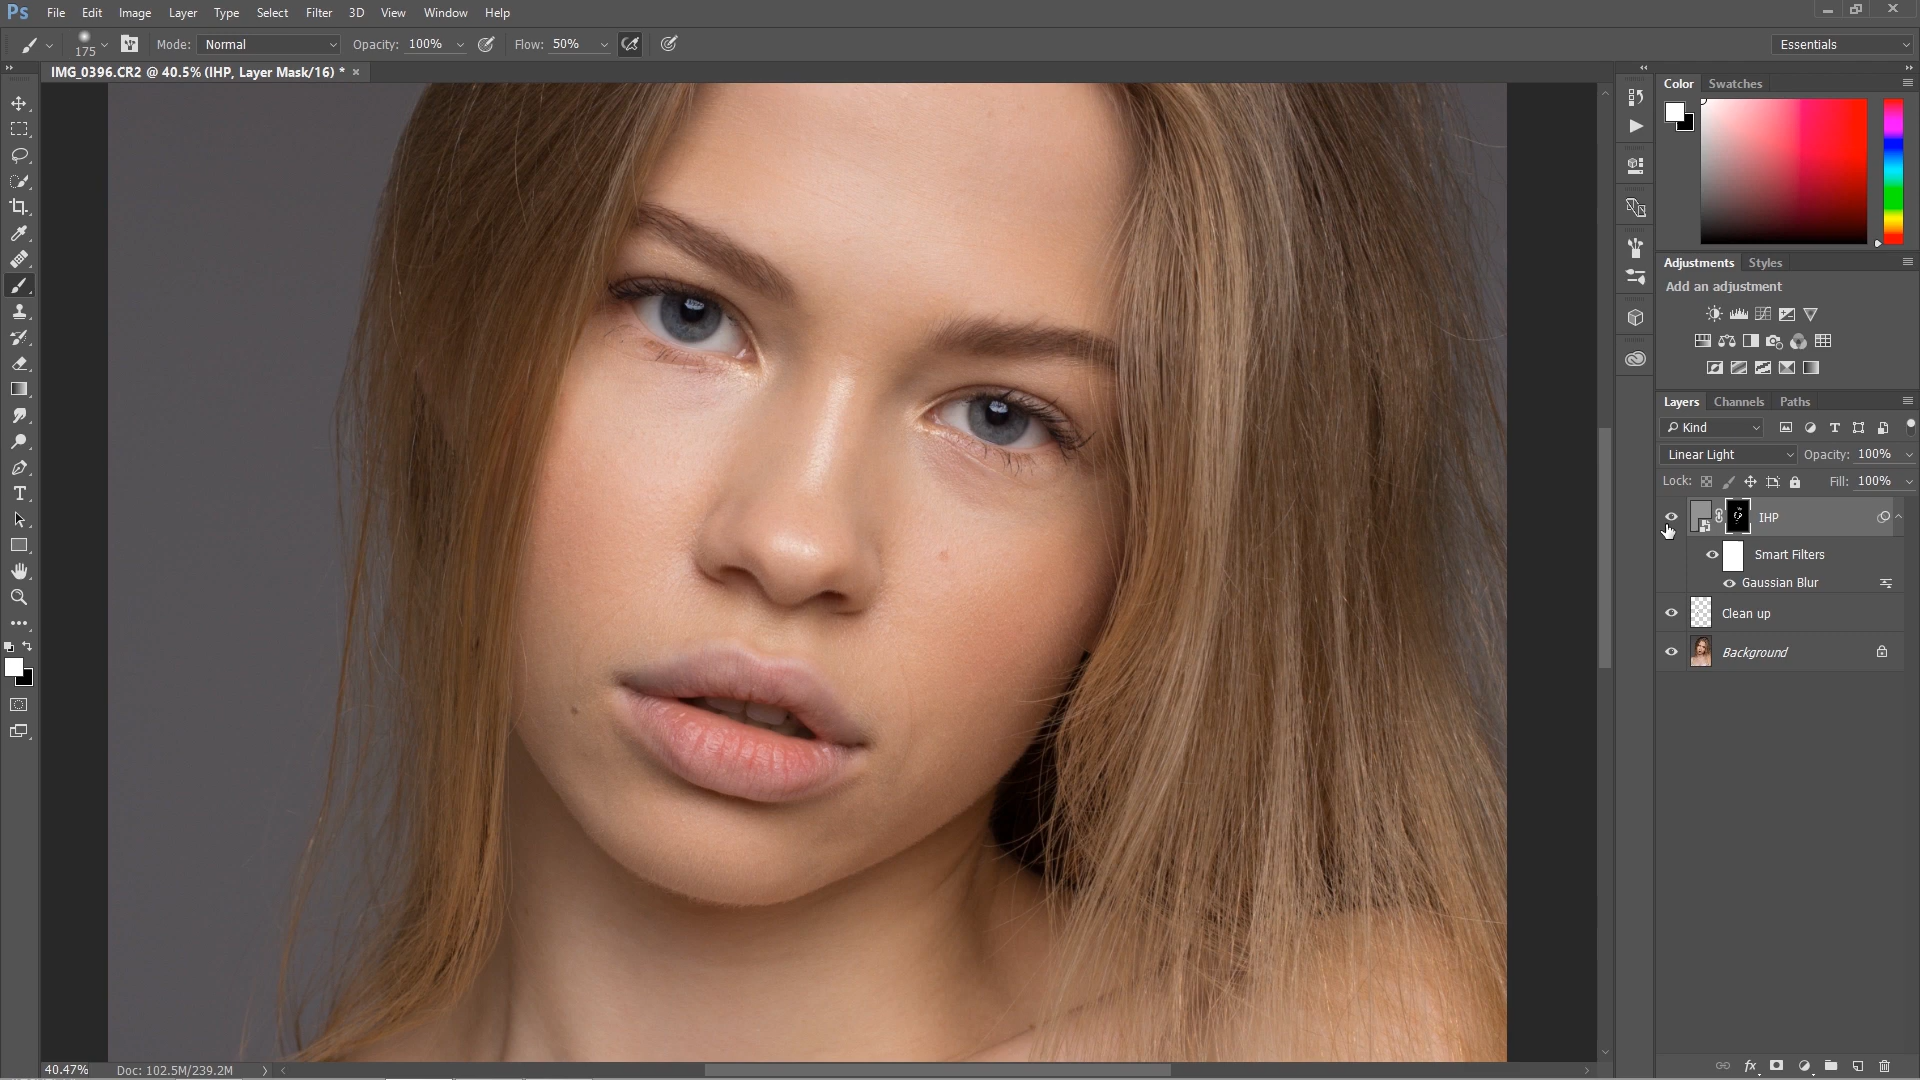 Ps File Edit Image Layer Type Select Filter 3D View Window Help
175 Mode: Normal Opacity: 100% Flow: 50% Essentials
IMG_0396.CR2 @ 40.5% (IHP, Layer Mask/16) * ×
Color Swatches
Adjustments Styles
Add an adjustment
Layers Channels Paths
Kind
Linear Light Opacity: 100%
Lock: Fill: 100%
IHP
Smart Filters
Gaussian Blur
Clean up
Background
40.47% Doc: 102.5M/239.2M
fx